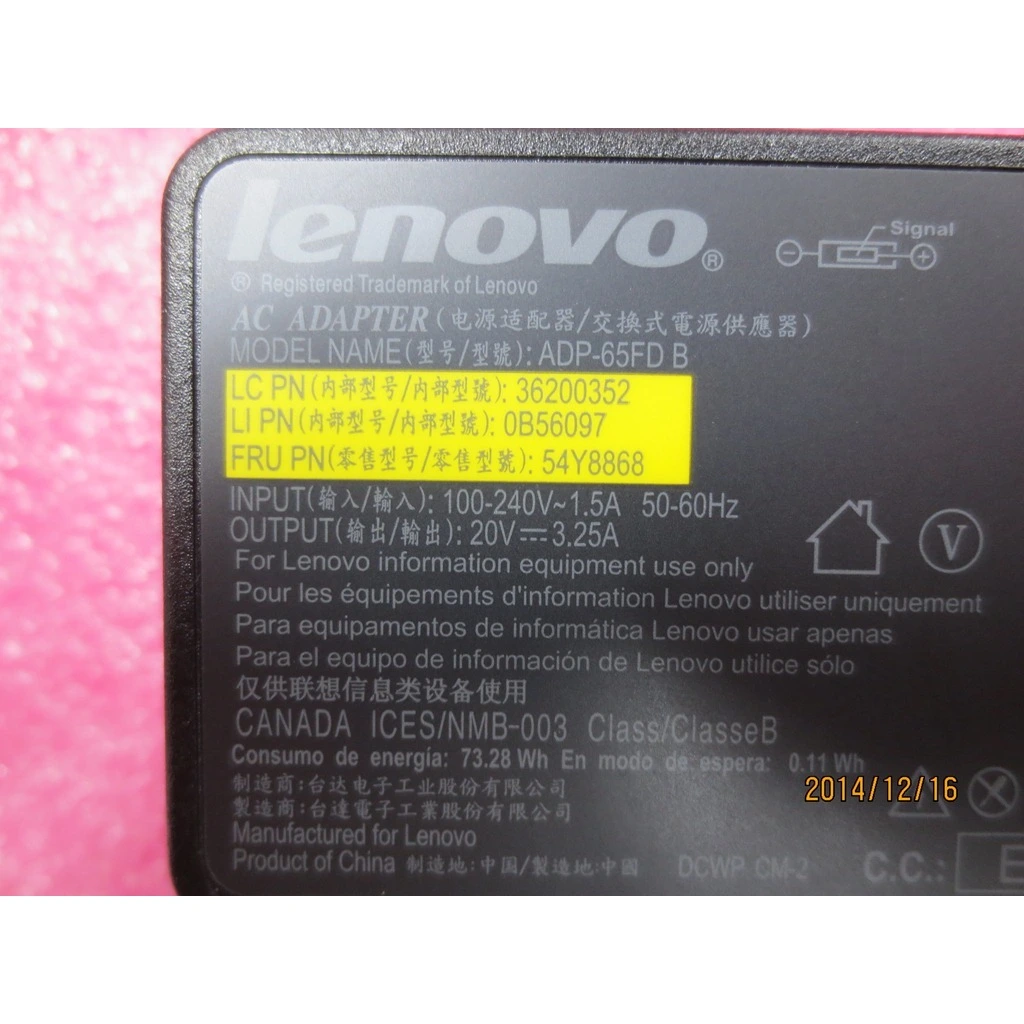 lenovo®
Signal
® Registered Trademark of Lenovo
AC ADAPTER(电源适配器/交換式電源供應器)
MODEL NAME(型号/型號): ADP-65FD B
LC PN(内部型号/內部型號): 36200352
LI PN(内部型号/內部型號): 0B56097
FRU PN(零售型号/零售型號): 54Y8868
INPUT(输入/輸入): 100-240V~1.5A 50-60Hz
OUTPUT(输出/輸出): 20V⎓3.25A
V
For Lenovo information equipment use only
Pour les équipements d'information Lenovo utiliser uniquement
Para equipamentos de informática Lenovo usar apenas
Para el equipo de información de Lenovo utilice sólo
仅供联想信息类设备使用
CANADA ICES/NMB-003 Class/ClasseB
Consumo de energía: 73.28 Wh En modo de espera: 0.11 Wh
制造商:台达电子工业股份有限公司
2014/12/16
製造商:台達電子工業股份有限公司
Manufactured for Lenovo
Product of China 制造地:中国/製造地:中國 DCWP CM-2 C.C.: E